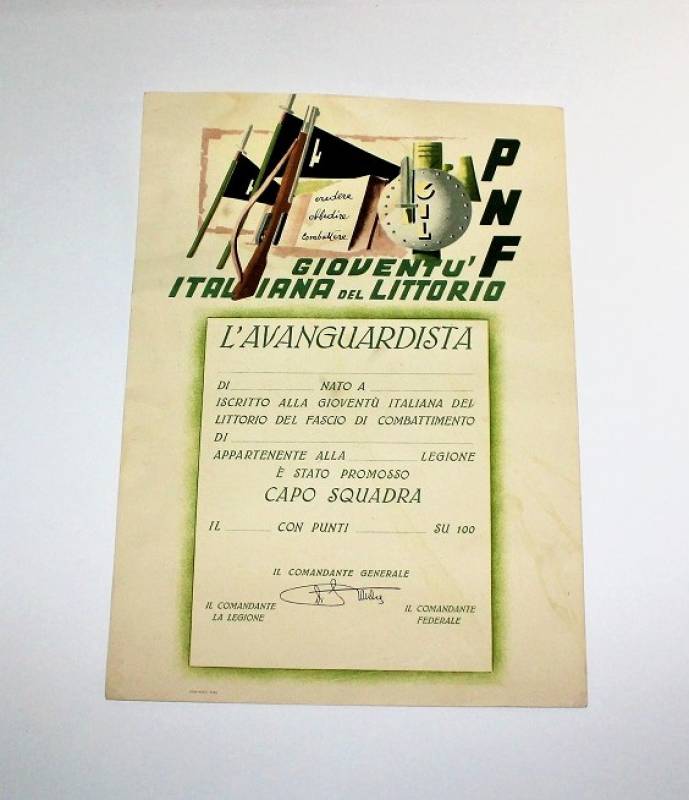 PNF
credere
obbedire
combattere
GIL
GIOVENTU'
ITALIANA DEL LITTORIO
L'AVANGUARDISTA
DI NATO A
ISCRITTO ALLA GIOVENTÙ ITALIANA DEL
LITTORIO DEL FASCIO DI COMBATTIMENTO
DI
APPARTENENTE ALLA LEGIONE
È STATO PROMOSSO
CAPO SQUADRA
IL CON PUNTI SU 100
IL COMANDANTE GENERALE
IL COMANDANTE
LA LEGIONE
IL COMANDANTE
FEDERALE